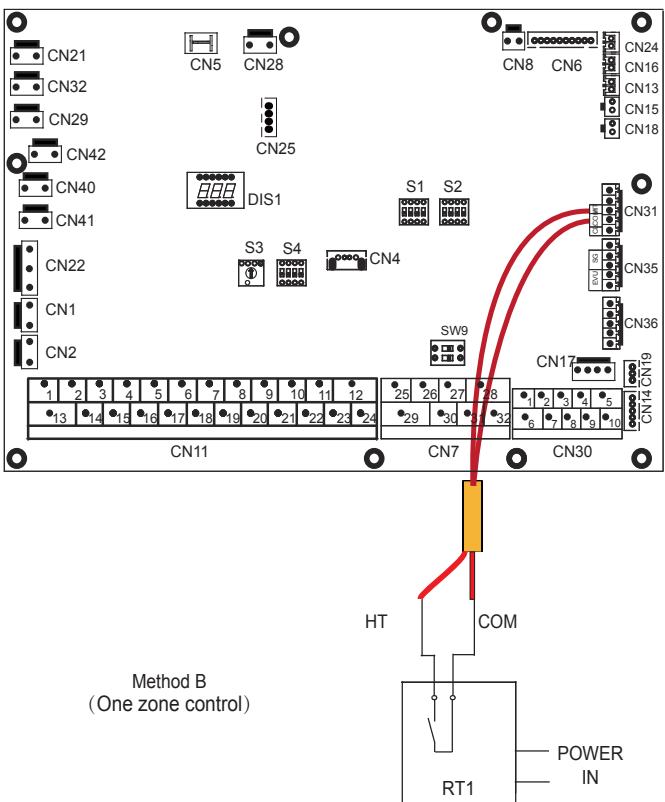 CN21
CN5
CN28
CN8
CN6
CN24
CN16
CN32
CN13
CN15
CN29
CN18
CN42
CN25
CN40
DIS1
S1
S2
CN31
CN41
SG
EVU
CN35
CN22
S3
S4
CN4
CN1
CN36
CN2
SW9
CN17
CN19
1 2 3 4 5 6 7 8 9 10 11 12
25 26 27 28
1 2 3 4 5
CN14
13 14 15 16 17 18 19 20 21 22 23 24
29 30 31 32
6 7 8 9 10
CN11
CN7
CN30
HT
COM
Method B
(One zone control)
POWER
IN
RT1